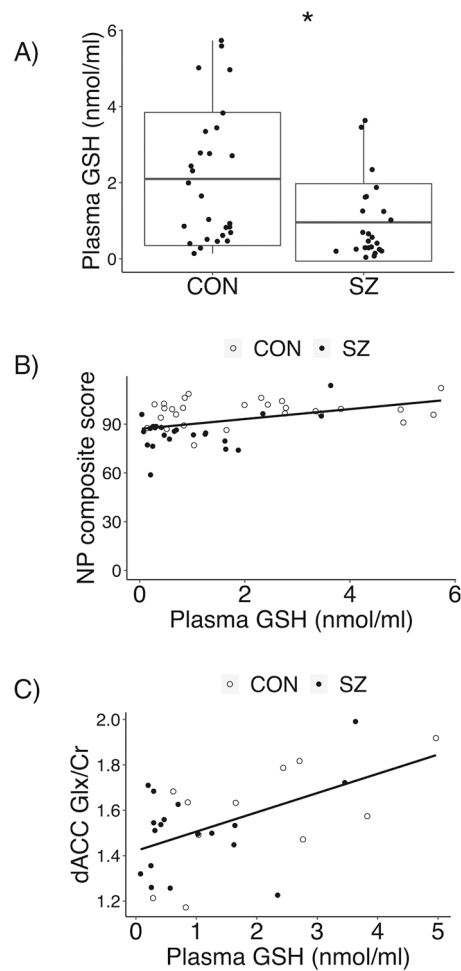 A)
*
Plasma GSH (nmol/ml)
6
4
2
0
CON SZ
B)
CON SZ
NP composite score
90
60
30
0
0 2 4 6
Plasma GSH (nmol/ml)
C)
CON SZ
dACC Glx/Cr
2.0
1.8
1.6
1.4
1.2
0 1 2 3 4 5
Plasma GSH (nmol/ml)